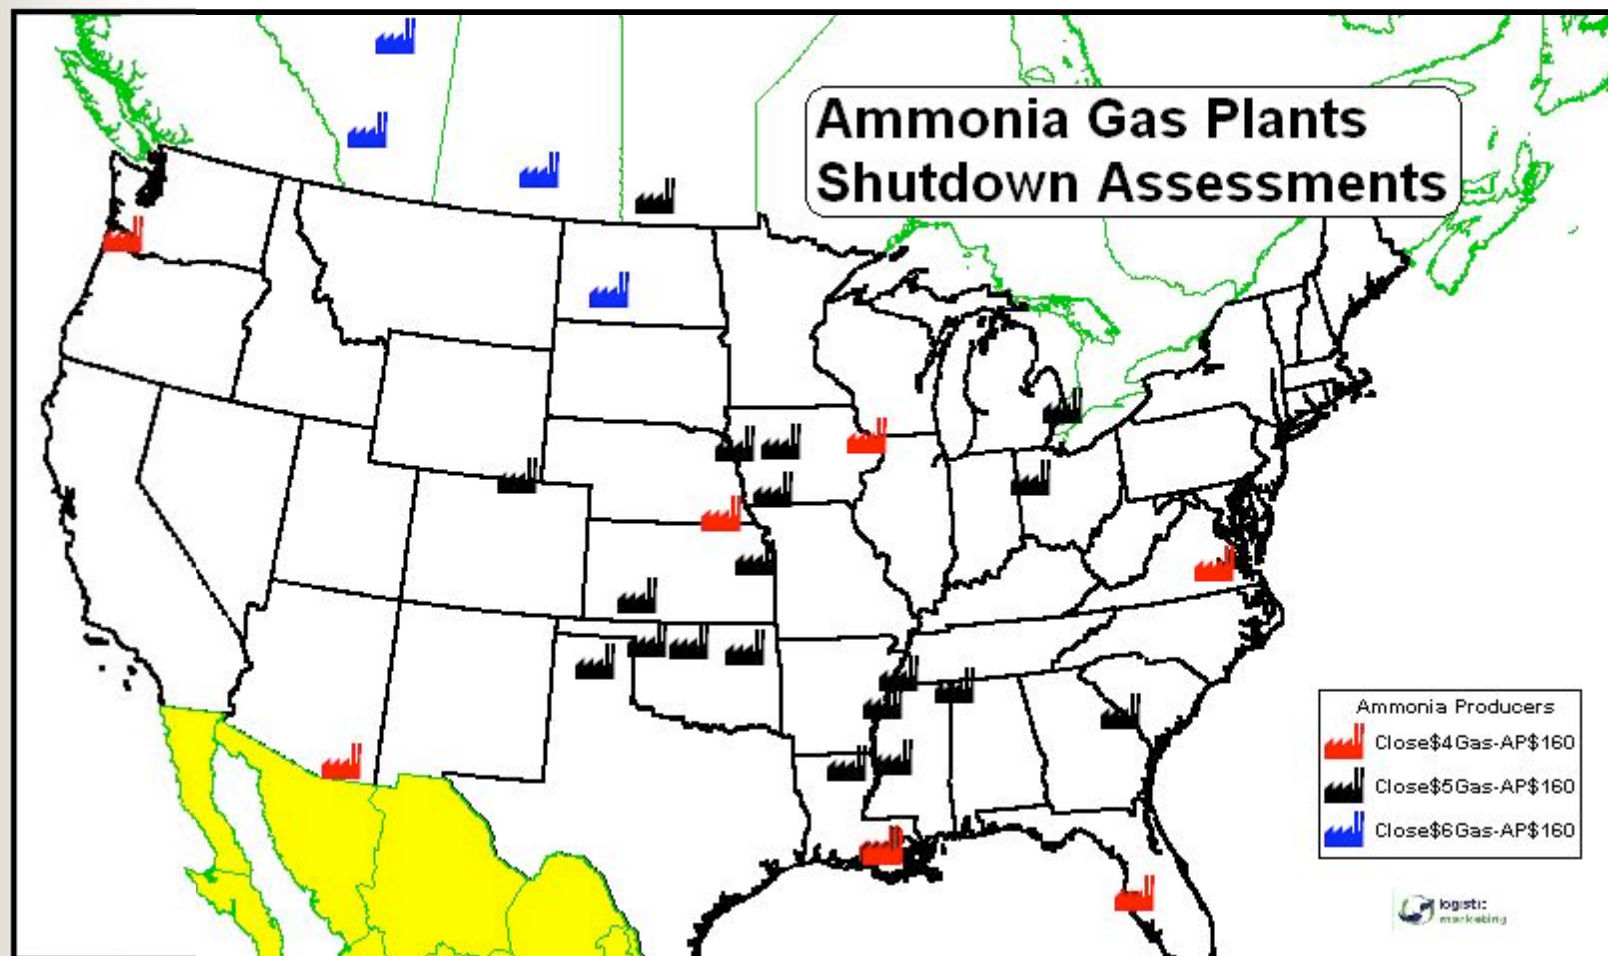 Ammonia Gas Plants
Shutdown Assessments
Ammonia Producers
Close$4Gas-AP$160
Close$5Gas-AP$160
Close$6Gas-AP$160
logistic
marketing